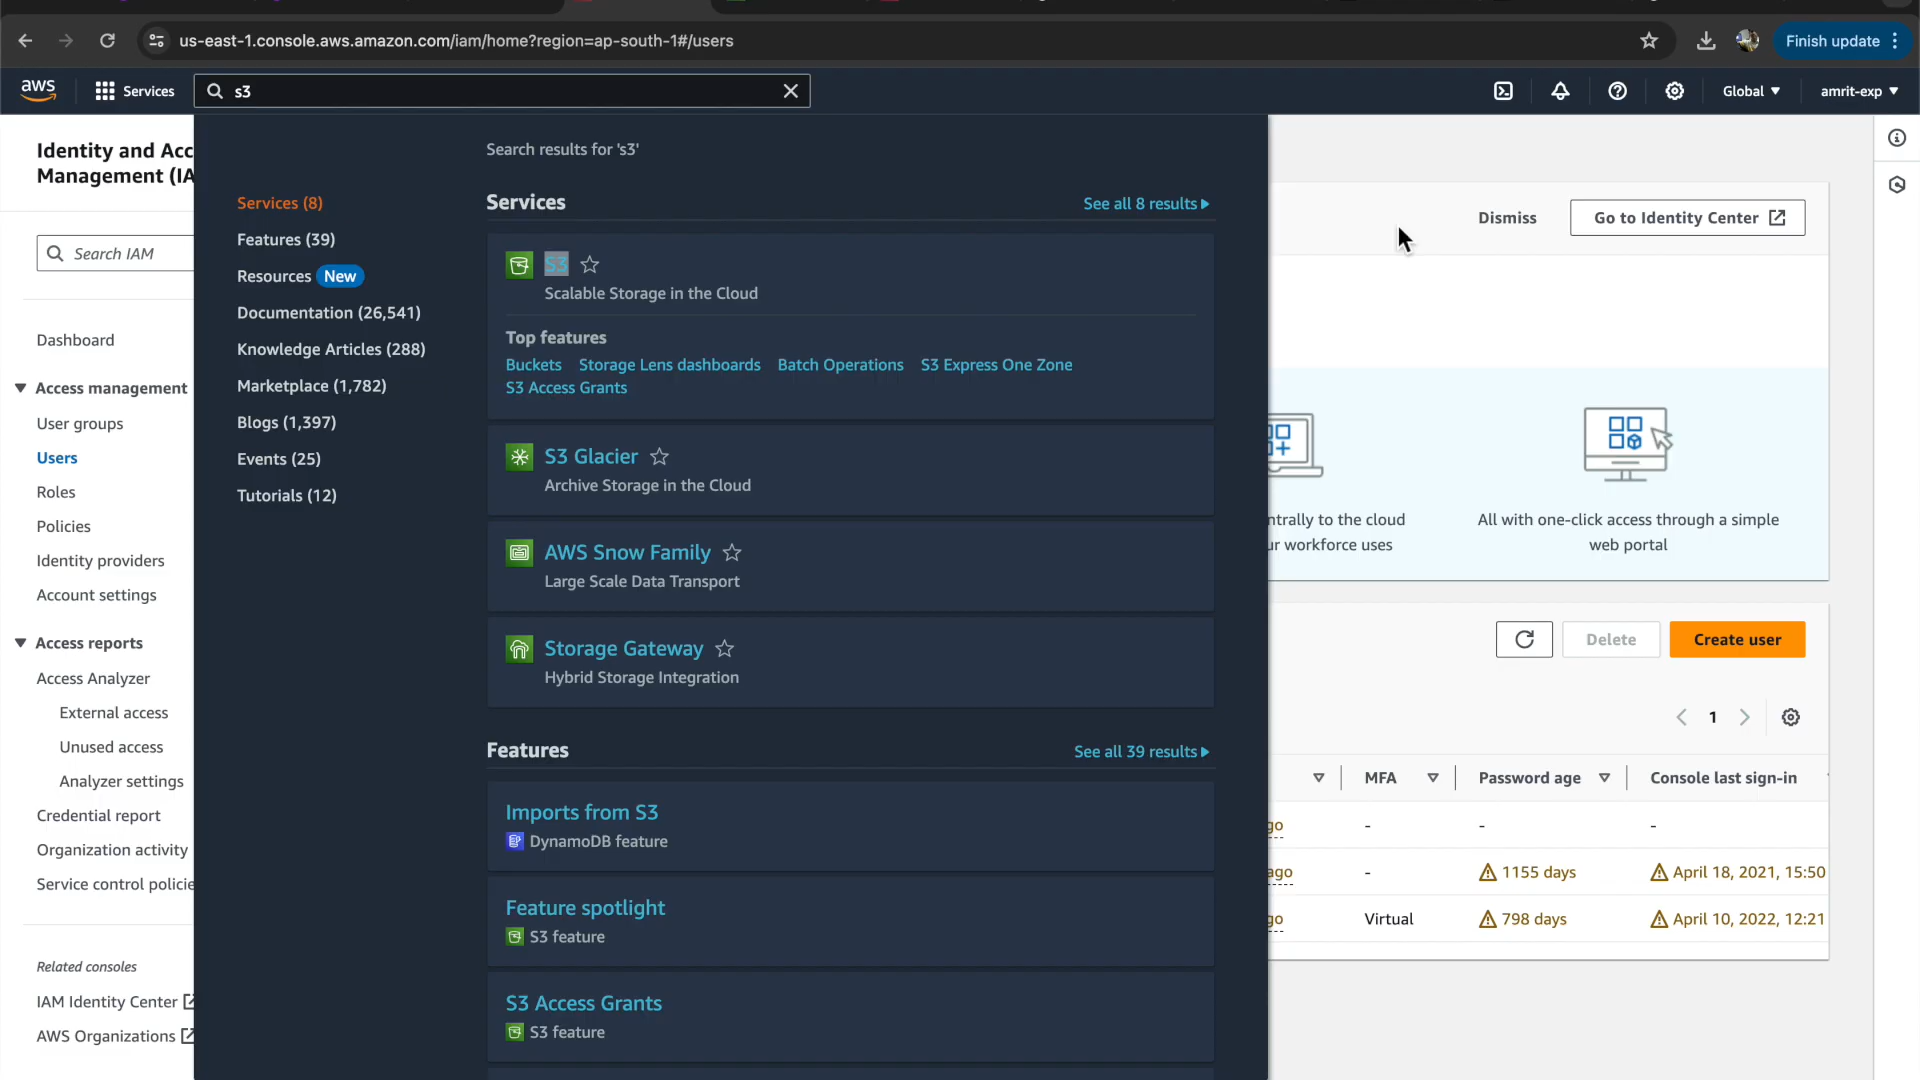 us-east-1.console.aws.amazon.com/iam/home?region=ap-south-1#/users
Finish update
aws
Services
s3
Global
amrit-exp
Identity and Acc
Management (IA
Search IAM
Dashboard
Access management
User groups
Users
Roles
Policies
Identity providers
Account settings
Access reports
Access Analyzer
External access
Unused access
Analyzer settings
Credential report
Organization activity
Service control policie
Related consoles
IAM Identity Center
AWS Organizations
Services (8)
Features (39)
Resources New
Documentation (26,541)
Knowledge Articles (288)
Marketplace (1,782)
Blogs (1,397)
Events (25)
Tutorials (12)
Search results for 's3'
Services
See all 8 results
S3
Scalable Storage in the Cloud
Top features
Buckets Storage Lens dashboards Batch Operations S3 Express One Zone
S3 Access Grants
S3 Glacier
Archive Storage in the Cloud
AWS Snow Family
Large Scale Data Transport
Storage Gateway
Hybrid Storage Integration
Features
See all 39 results
Imports from S3
DynamoDB feature
Feature spotlight
S3 feature
S3 Access Grants
S3 feature
Dismiss
Go to Identity Center
ntrally to the cloud
ur workforce uses
All with one-click access through a simple
web portal
Delete
Create user
1
MFA
Password age
Console last sign-in
go - - -
ago - 1155 days April 18, 2021, 15:50
go Virtual 798 days April 10, 2022, 12:21